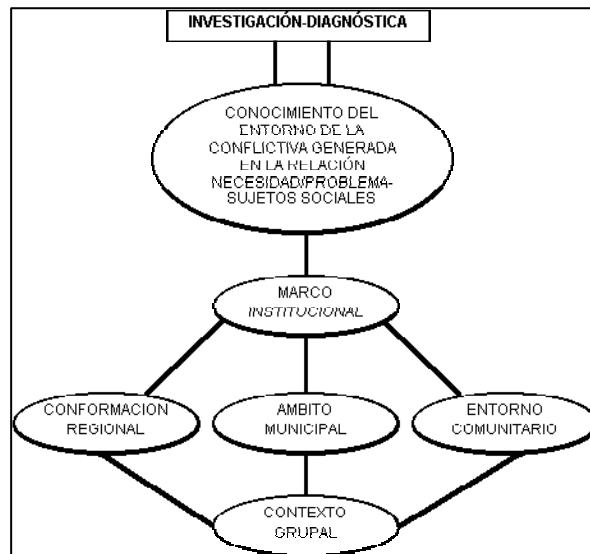 INVESTIGACIÓN-DIAGNÓSTICA
CONOCIMIENTO DEL
ENTORNO DE LA
CONFLICTIVA GENERADA
EN LA RELACIÓN
NECESIDAD/PROBLEMA-
SUJETOS SOCIALES
MARCO
INSTITUCIONAL
CONFORMACION
REGIONAL
AMBITO
MUNICIPAL
ENTORNO
COMUNITARIO
CONTEXTO
GRUPAL